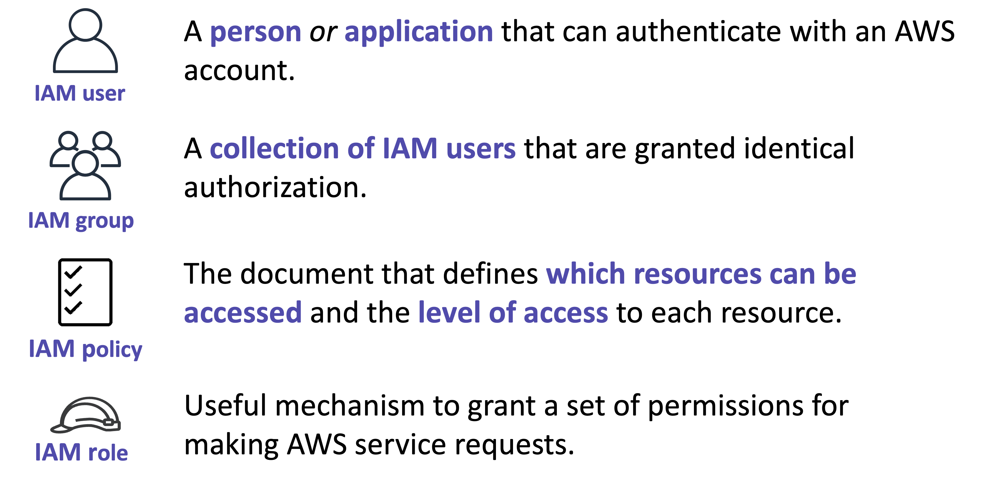 A person or application that can authenticate with an AWS
account.
IAM user
A collection of IAM users that are granted identical
authorization.
IAM group
The document that defines which resources can be
accessed and the level of access to each resource.
IAM policy
Useful mechanism to grant a set of permissions for
making AWS service requests.
IAM role